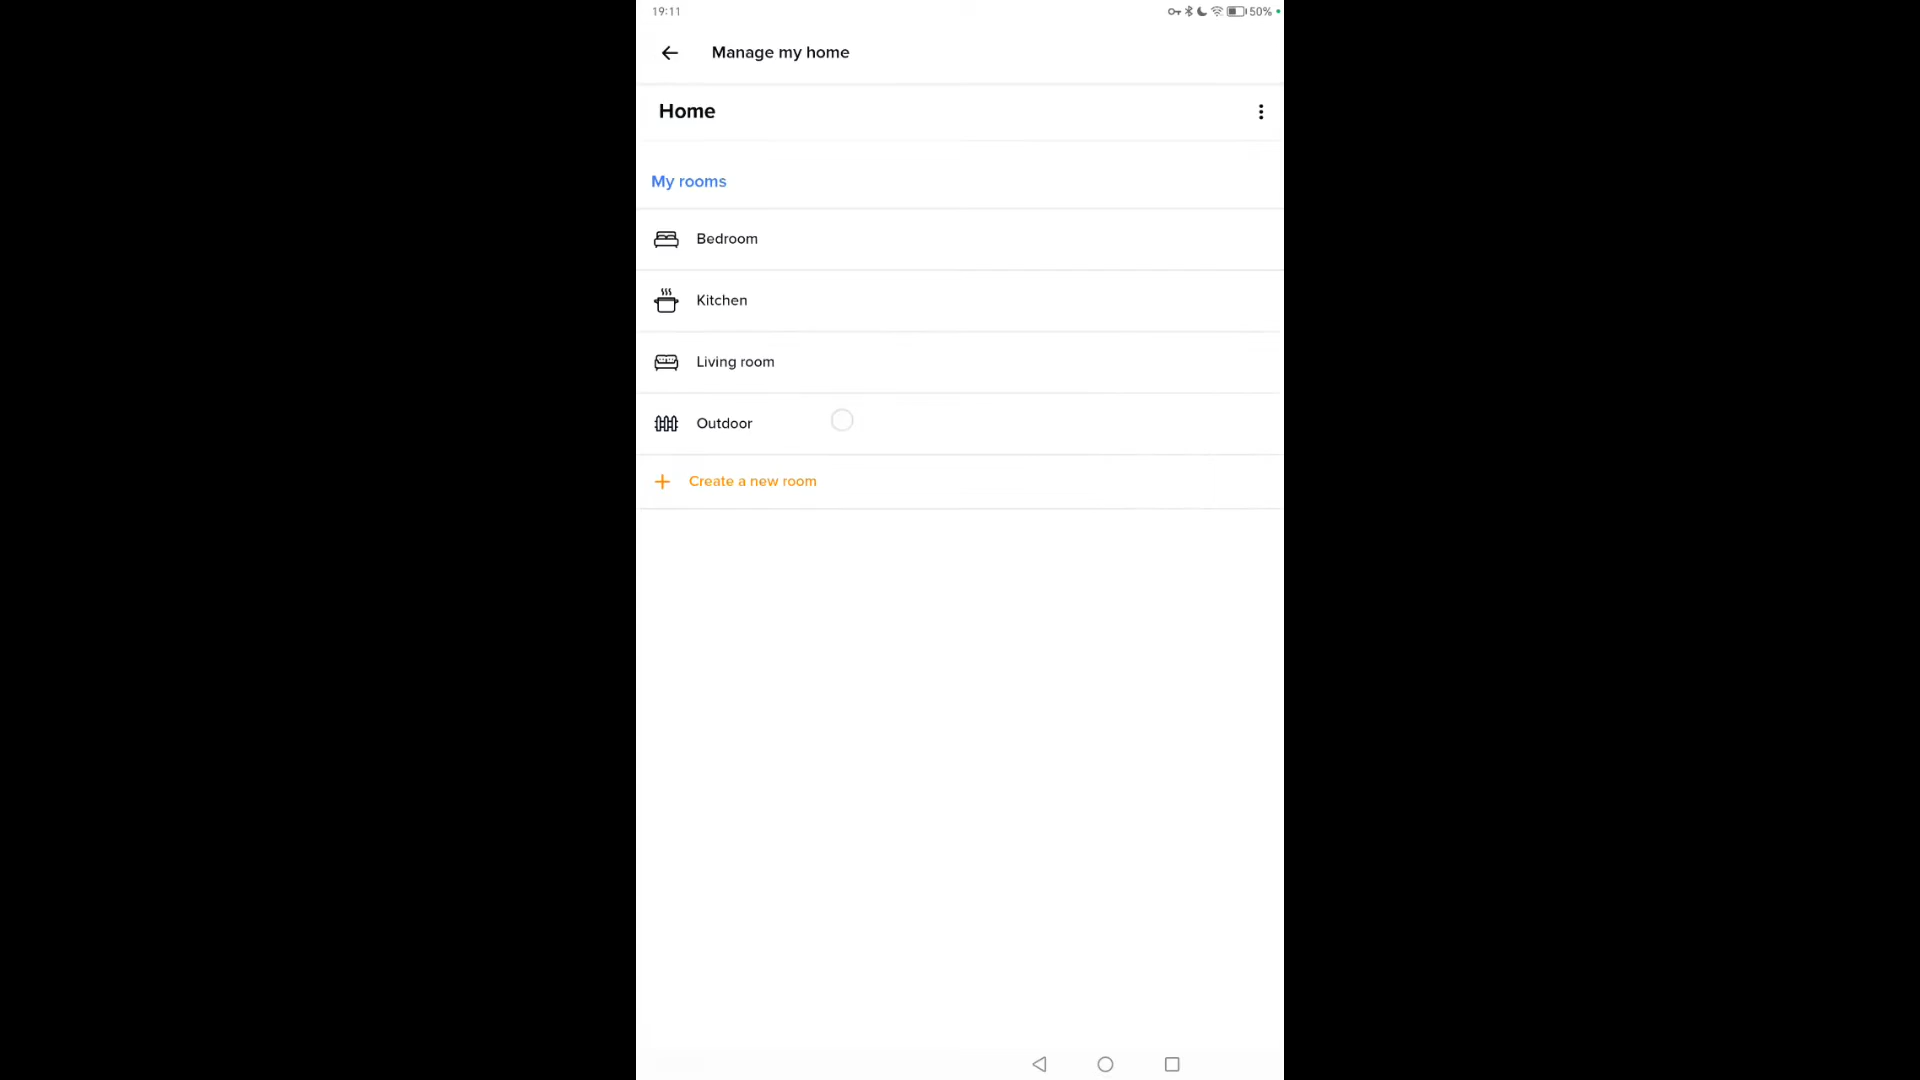 19:11
50%
Manage my home
Home
My rooms
Bedroom
Kitchen
Living room
Outdoor
Create a new room